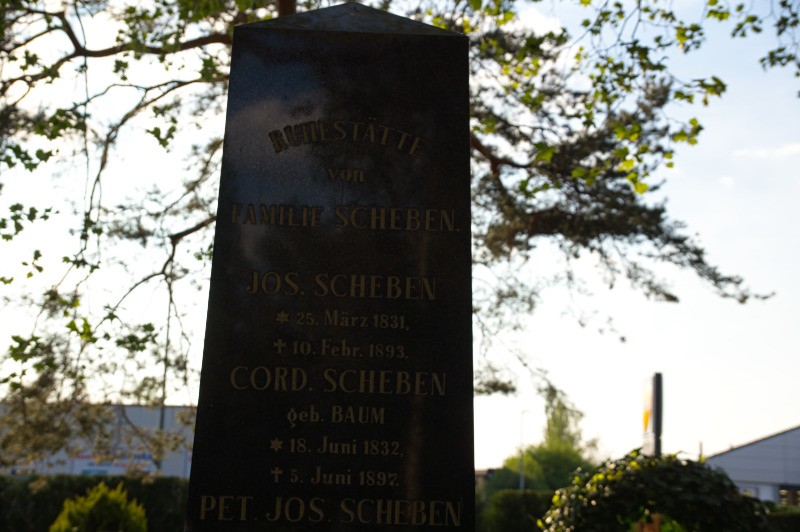 RUHESTÄTTE
von
FAMILIE SCHEBEN.
JOS. SCHEBEN
✶ 25. März 1831,
✝ 10. Febr. 1893.
CORD. SCHEBEN
geb. BAUM
✶ 18. Juni 1832,
✝ 5. Juni 1897.
PET. JOS. SCHEBEN